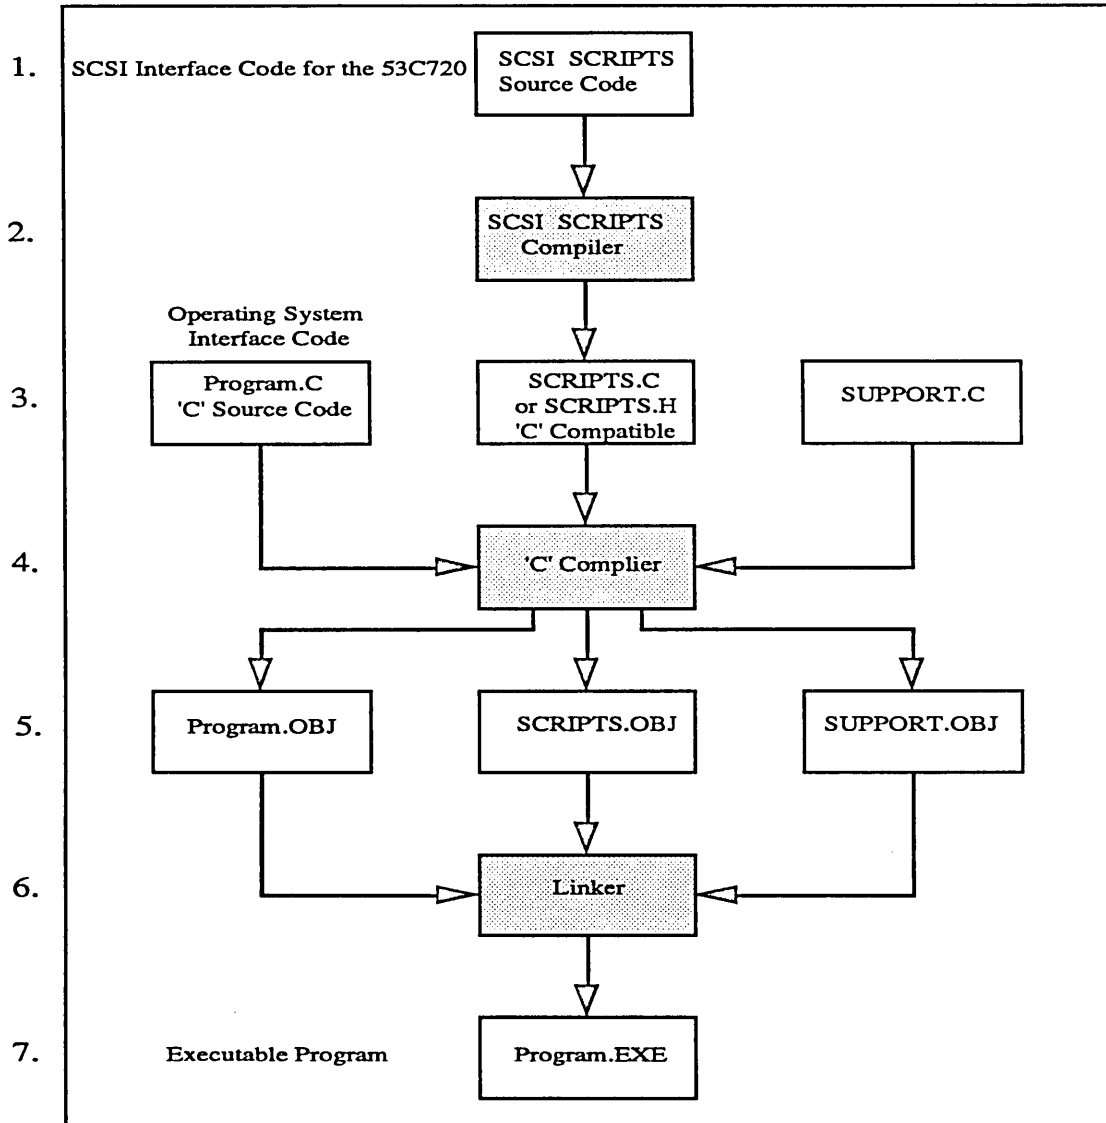 1.
SCSI Interface Code for the 53C720
SCSI SCRIPTS
Source Code
2.
SCSI SCRIPTS
Compiler
Operating System
Interface Code
3.
Program.C
'C' Source Code
SCRIPTS.C
or SCRIPTS.H
'C' Compatible
SUPPORT.C
4.
'C' Complier
5.
Program.OBJ
SCRIPTS.OBJ
SUPPORT.OBJ
6.
Linker
7.
Executable Program
Program.EXE